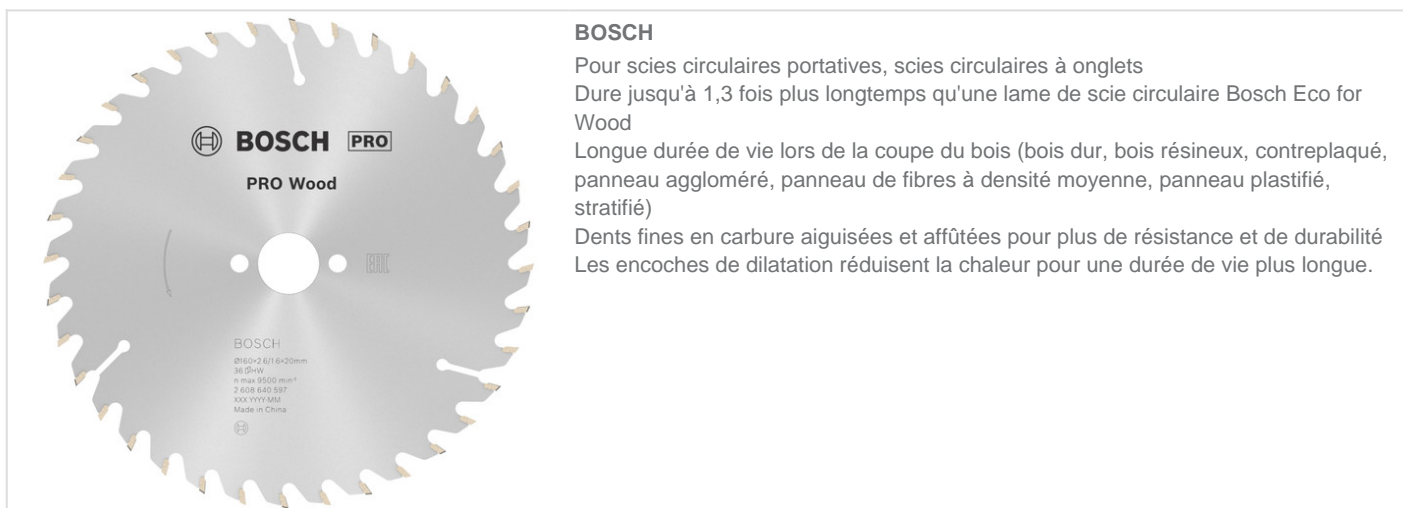 BOSCH PRO
PRO Wood
EAC
BOSCH
Ø160×2.6/1.6×20mm
36 HW
n max 9500 min⁻¹
2 608 640 597
XXX YYYY-MM
Made in China
BOSCH
Pour scies circulaires portatives, scies circulaires à onglets
Dure jusqu'à 1,3 fois plus longtemps qu'une lame de scie circulaire Bosch Eco for
Wood
Longue durée de vie lors de la coupe du bois (bois dur, bois résineux, contreplaqué,
panneau aggloméré, panneau de fibres à densité moyenne, panneau plastifié,
stratifié)
Dents fines en carbure aiguisées et affûtées pour plus de résistance et de durabilité
Les encoches de dilatation réduisent la chaleur pour une durée de vie plus longue.